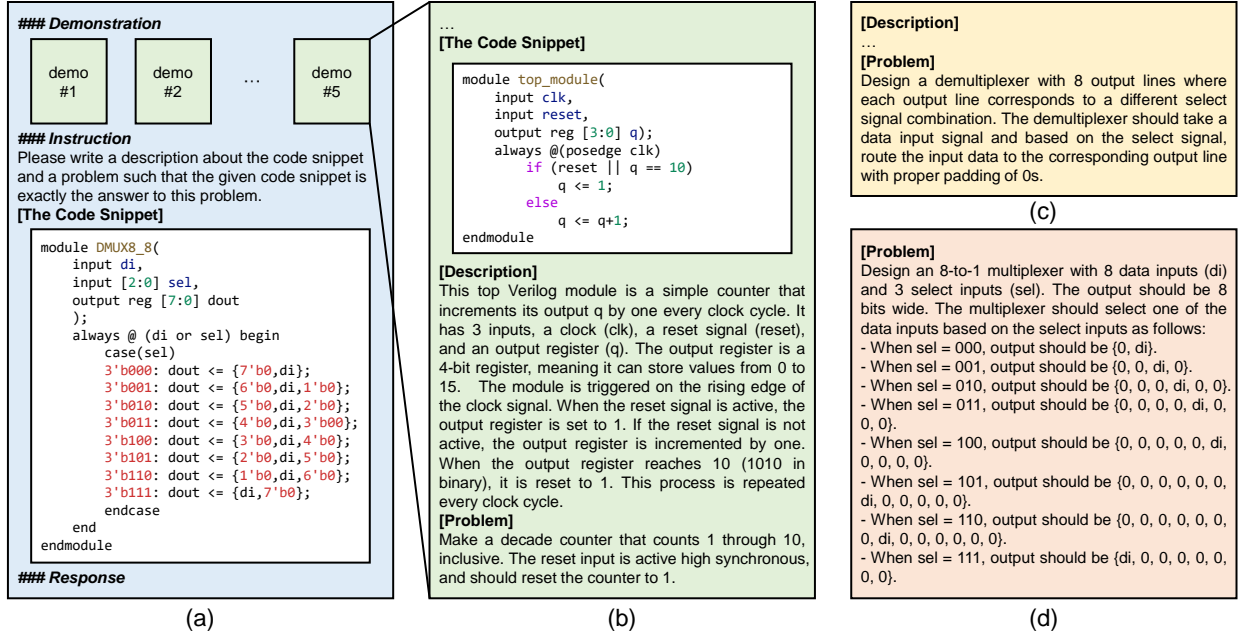 ### Demonstration
demo
#1
demo
#2
...
demo
#5
### Instruction
Please write a description about the code snippet
and a problem such that the given code snippet is
exactly the answer to this problem.
[The Code Snippet]
module DMUX8_8(
input di,
input [2:0] sel,
output reg [7:0] dout
);
always @ (di or sel) begin
case(sel)
3'b000: dout <= {7'b0,di};
3'b001: dout <= {6'b0,di,1'b0};
3'b010: dout <= {5'b0,di,2'b0};
3'b011: dout <= {4'b0,di,3'b00};
3'b100: dout <= {3'b0,di,4'b0};
3'b101: dout <= {2'b0,di,5'b0};
3'b110: dout <= {1'b0,di,6'b0};
3'b111: dout <= {di,7'b0};
endcase
end
endmodule
### Response
(a)
...
[The Code Snippet]
module top_module(
input clk,
input reset,
output reg [3:0] q);
always @(posedge clk)
if (reset || q == 10)
q <= 1;
else
q <= q+1;
endmodule
[Description]
This top Verilog module is a simple counter that
increments its output q by one every clock cycle. It
has 3 inputs, a clock (clk), a reset signal (reset),
and an output register (q). The output register is a
4-bit register, meaning it can store values from 0 to
15. The module is triggered on the rising edge of
the clock signal. When the reset signal is active, the
output register is set to 1. If the reset signal is not
active, the output register is incremented by one.
When the output register reaches 10 (1010 in
binary), it is reset to 1. This process is repeated
every clock cycle.
[Problem]
Make a decade counter that counts 1 through 10,
inclusive. The reset input is active high synchronous,
and should reset the counter to 1.
(b)
[Description]
...
[Problem]
Design a demultiplexer with 8 output lines where
each output line corresponds to a different select
signal combination. The demultiplexer should take a
data input signal and based on the select signal,
route the input data to the corresponding output line
with proper padding of 0s.
(c)
[Problem]
Design an 8-to-1 multiplexer with 8 data inputs (di)
and 3 select inputs (sel). The output should be 8
bits wide. The multiplexer should select one of the
data inputs based on the select inputs as follows:
- When sel = 000, output should be {0, di}.
- When sel = 001, output should be {0, 0, di, 0}.
- When sel = 010, output should be {0, 0, 0, di, 0, 0}.
- When sel = 011, output should be {0, 0, 0, 0, di, 0,
0, 0}.
- When sel = 100, output should be {0, 0, 0, 0, 0, di,
0, 0, 0, 0}.
- When sel = 101, output should be {0, 0, 0, 0, 0, 0,
di, 0, 0, 0, 0, 0}.
- When sel = 110, output should be {0, 0, 0, 0, 0, 0,
0, di, 0, 0, 0, 0, 0, 0}.
- When sel = 111, output should be {di, 0, 0, 0, 0, 0,
0, 0}.
(d)